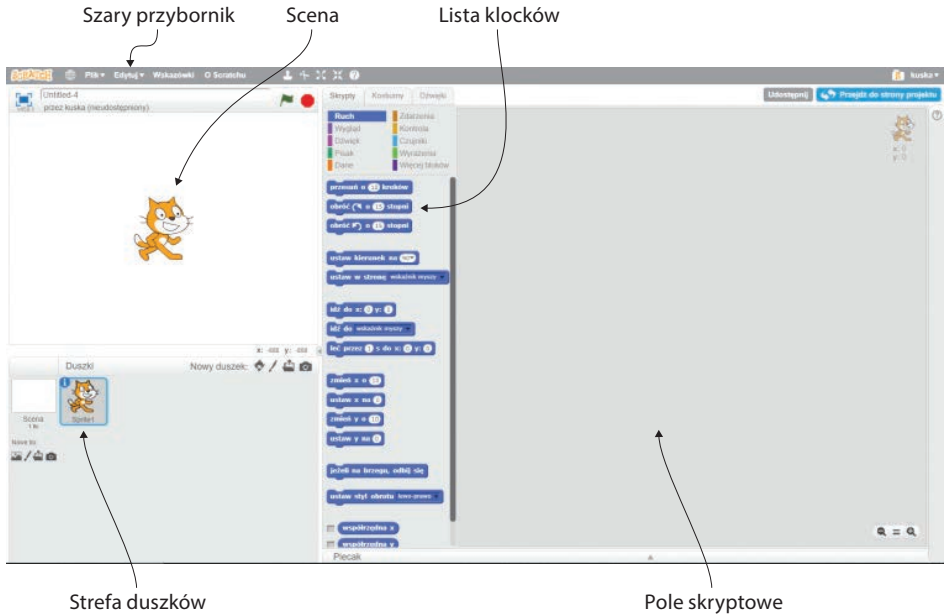 Szary przybornik
Scena
Lista klocków
SCRATCH Plik Edytuj Wskazówki O Scratchu
kuska
Untitled-4
przez kuska (nieudostępniony)
Skrypty Kostiumy Dźwięki
Udostępnij Przejdź do strony projektu
Ruch Zdarzenia
Wygląd Kontrola
Dźwięk Czujniki
Pisak Wyrażenia
Dane Więcej bloków
x: 0
y: 0
przesuń o 10 kroków
obróć o 15 stopni
obróć o 15 stopni
ustaw kierunek na 90
ustaw w stronę wskaźnik myszy
idź do x: 0 y: 0
idź do wskaźnik myszy
leć przez 1 s do x: 0 y: 0
zmień x o 10
ustaw x na 0
zmień y o 10
ustaw y na 0
jeżeli na brzegu, odbij się
ustaw styl obrotu lewo-prawo
współrzędna x
współrzędna y
x: y:
Duszki Nowy duszek:
Scena
1 tło
Sprite1
Nowe tło
Plecak
Strefa duszków
Pole skryptowe